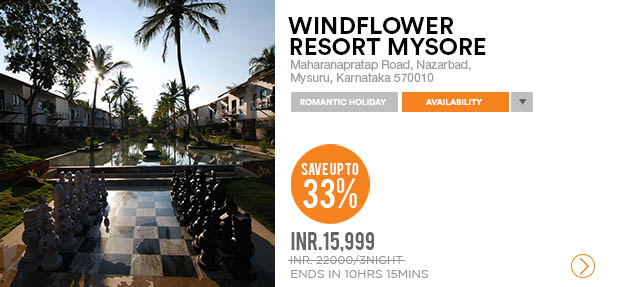 WINDFLOWER
RESORT MYSORE
Maharanapratap Road, Nazarbad,
Mysuru, Karnataka 570010
ROMANTIC HOLIDAY
AVAILABILITY
SAVE UP TO
33%
INR.15,999
INR. 22000/3NIGHT
ENDS IN 10HRS 15MINS